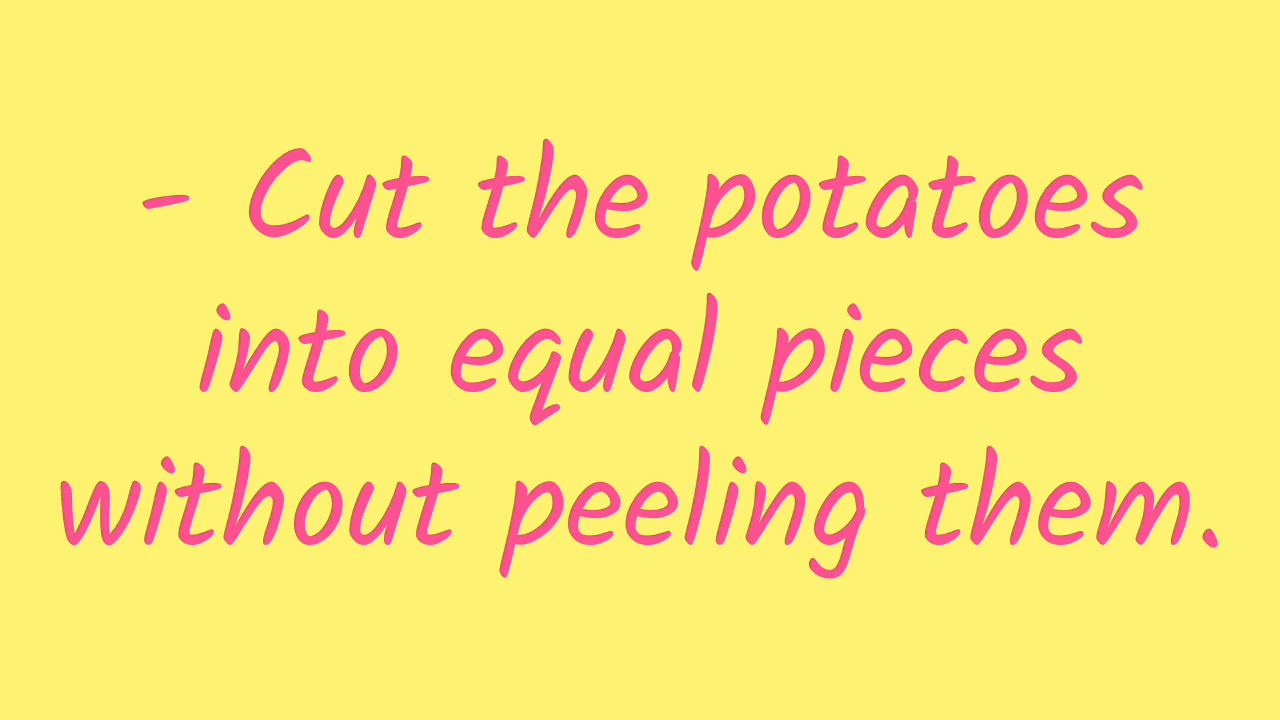 - Cut the potatoes
into equal pieces
without peeling them.